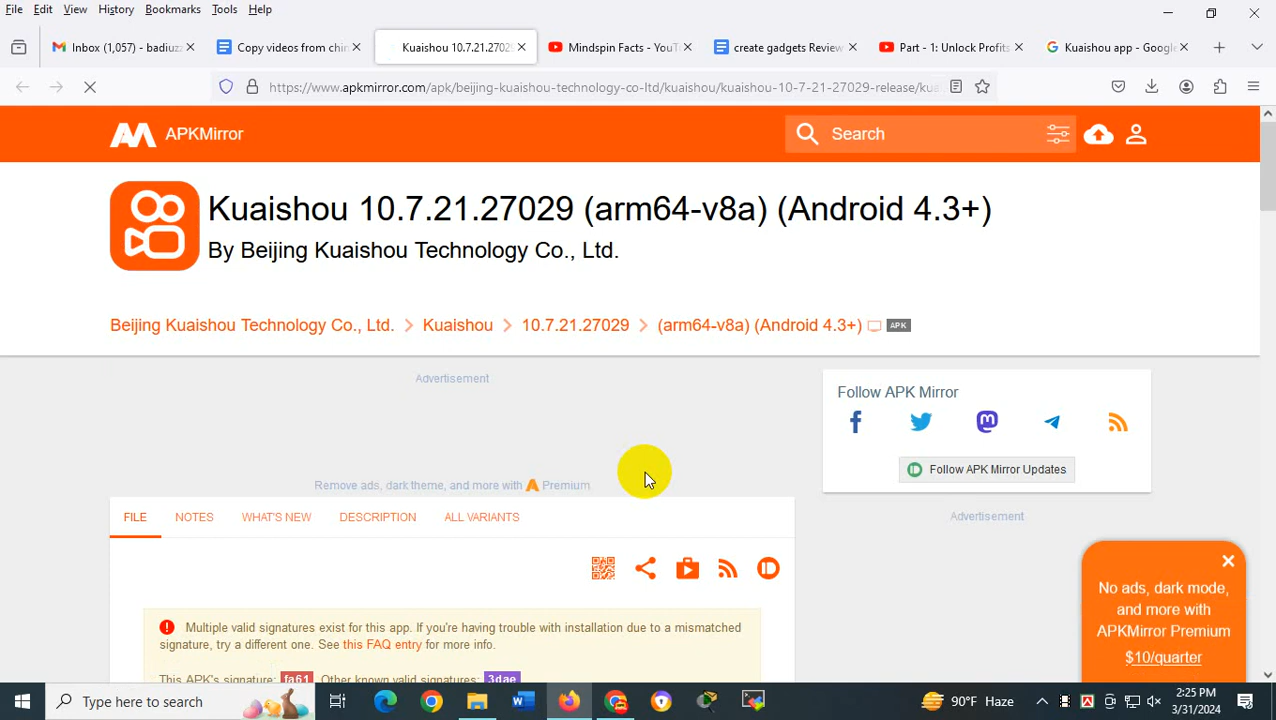 File Edit View History Bookmarks Tools Help
Inbox (1,057) - badiuzz
Copy videos from chin
Kuaishou 10.7.21.27029
Mindspin Facts - YouT
create gadgets Review
Part - 1: Unlock Profits
Kuaishou app - Google
https://www.apkmirror.com/apk/beijing-kuaishou-technology-co-ltd/kuaishou/kuaishou-10-7-21-27029-release/kua
APKMirror
Search
Kuaishou 10.7.21.27029 (arm64-v8a) (Android 4.3+)
By Beijing Kuaishou Technology Co., Ltd.
Beijing Kuaishou Technology Co., Ltd. > Kuaishou > 10.7.21.27029 > (arm64-v8a) (Android 4.3+) APK
Advertisement
Remove ads, dark theme, and more with Premium
Follow APK Mirror
Follow APK Mirror Updates
Advertisement
FILE NOTES WHAT'S NEW DESCRIPTION ALL VARIANTS
Multiple valid signatures exist for this app. If you're having trouble with installation due to a mismatched
signature, try a different one. See this FAQ entry for more info.
This APK's signature: fa61 Other known valid signatures: 3dae
No ads, dark mode,
and more with
APKMirror Premium
$10/quarter
Type here to search
90°F Haze
2:25 PM
3/31/2024